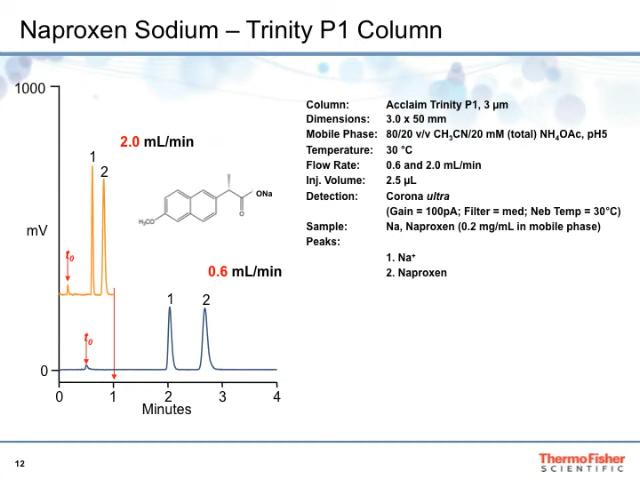 Naproxen Sodium – Trinity P1 Column
1000
mV
0
2.0 mL/min
1
2
t0
0.6 mL/min
1
2
t0
0 1 2 3 4
Minutes
H3CO
ONa
O
Column: Acclaim Trinity P1, 3 µm
Dimensions: 3.0 x 50 mm
Mobile Phase: 80/20 v/v CH3CN/20 mM (total) NH4OAc, pH5
Temperature: 30 °C
Flow Rate: 0.6 and 2.0 mL/min
Inj. Volume: 2.5 µL
Detection: Corona ultra
(Gain = 100pA; Filter = med; Neb Temp = 30°C)
Sample: Na, Naproxen (0.2 mg/mL in mobile phase)
Peaks:
1. Na+
2. Naproxen
12
ThermoFisher
SCIENTIFIC